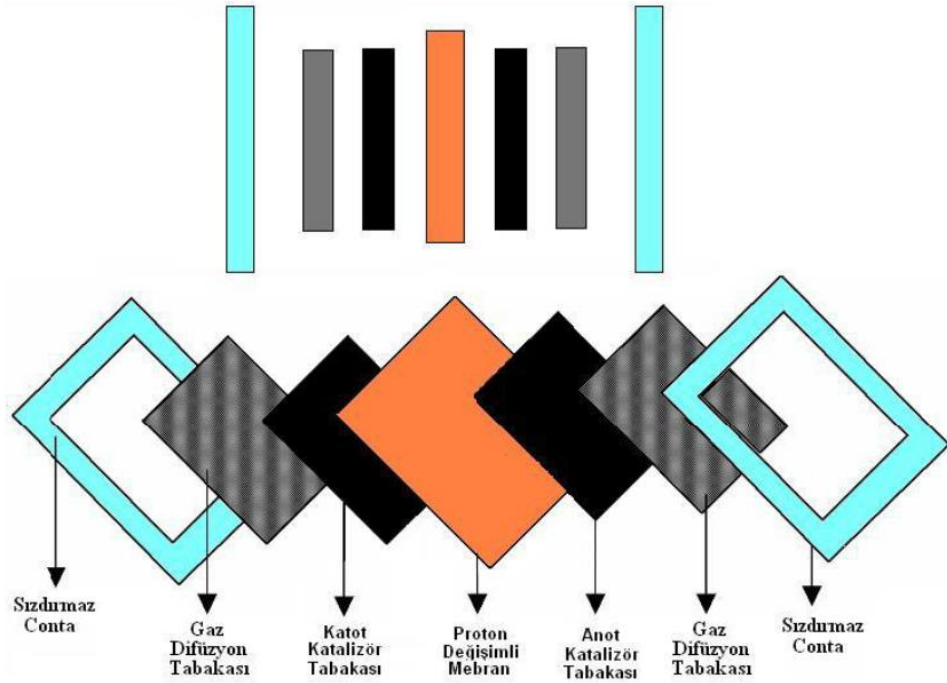 Sızdırmaz
Conta
Gaz
Difüzyon
Tabakası
Katot
Katalizör
Tabakası
Proton
Değişimli
Mebran
Anot
Katalizör
Tabakası
Gaz
Difüzyon
Tabakası
Sızdırmaz
Conta